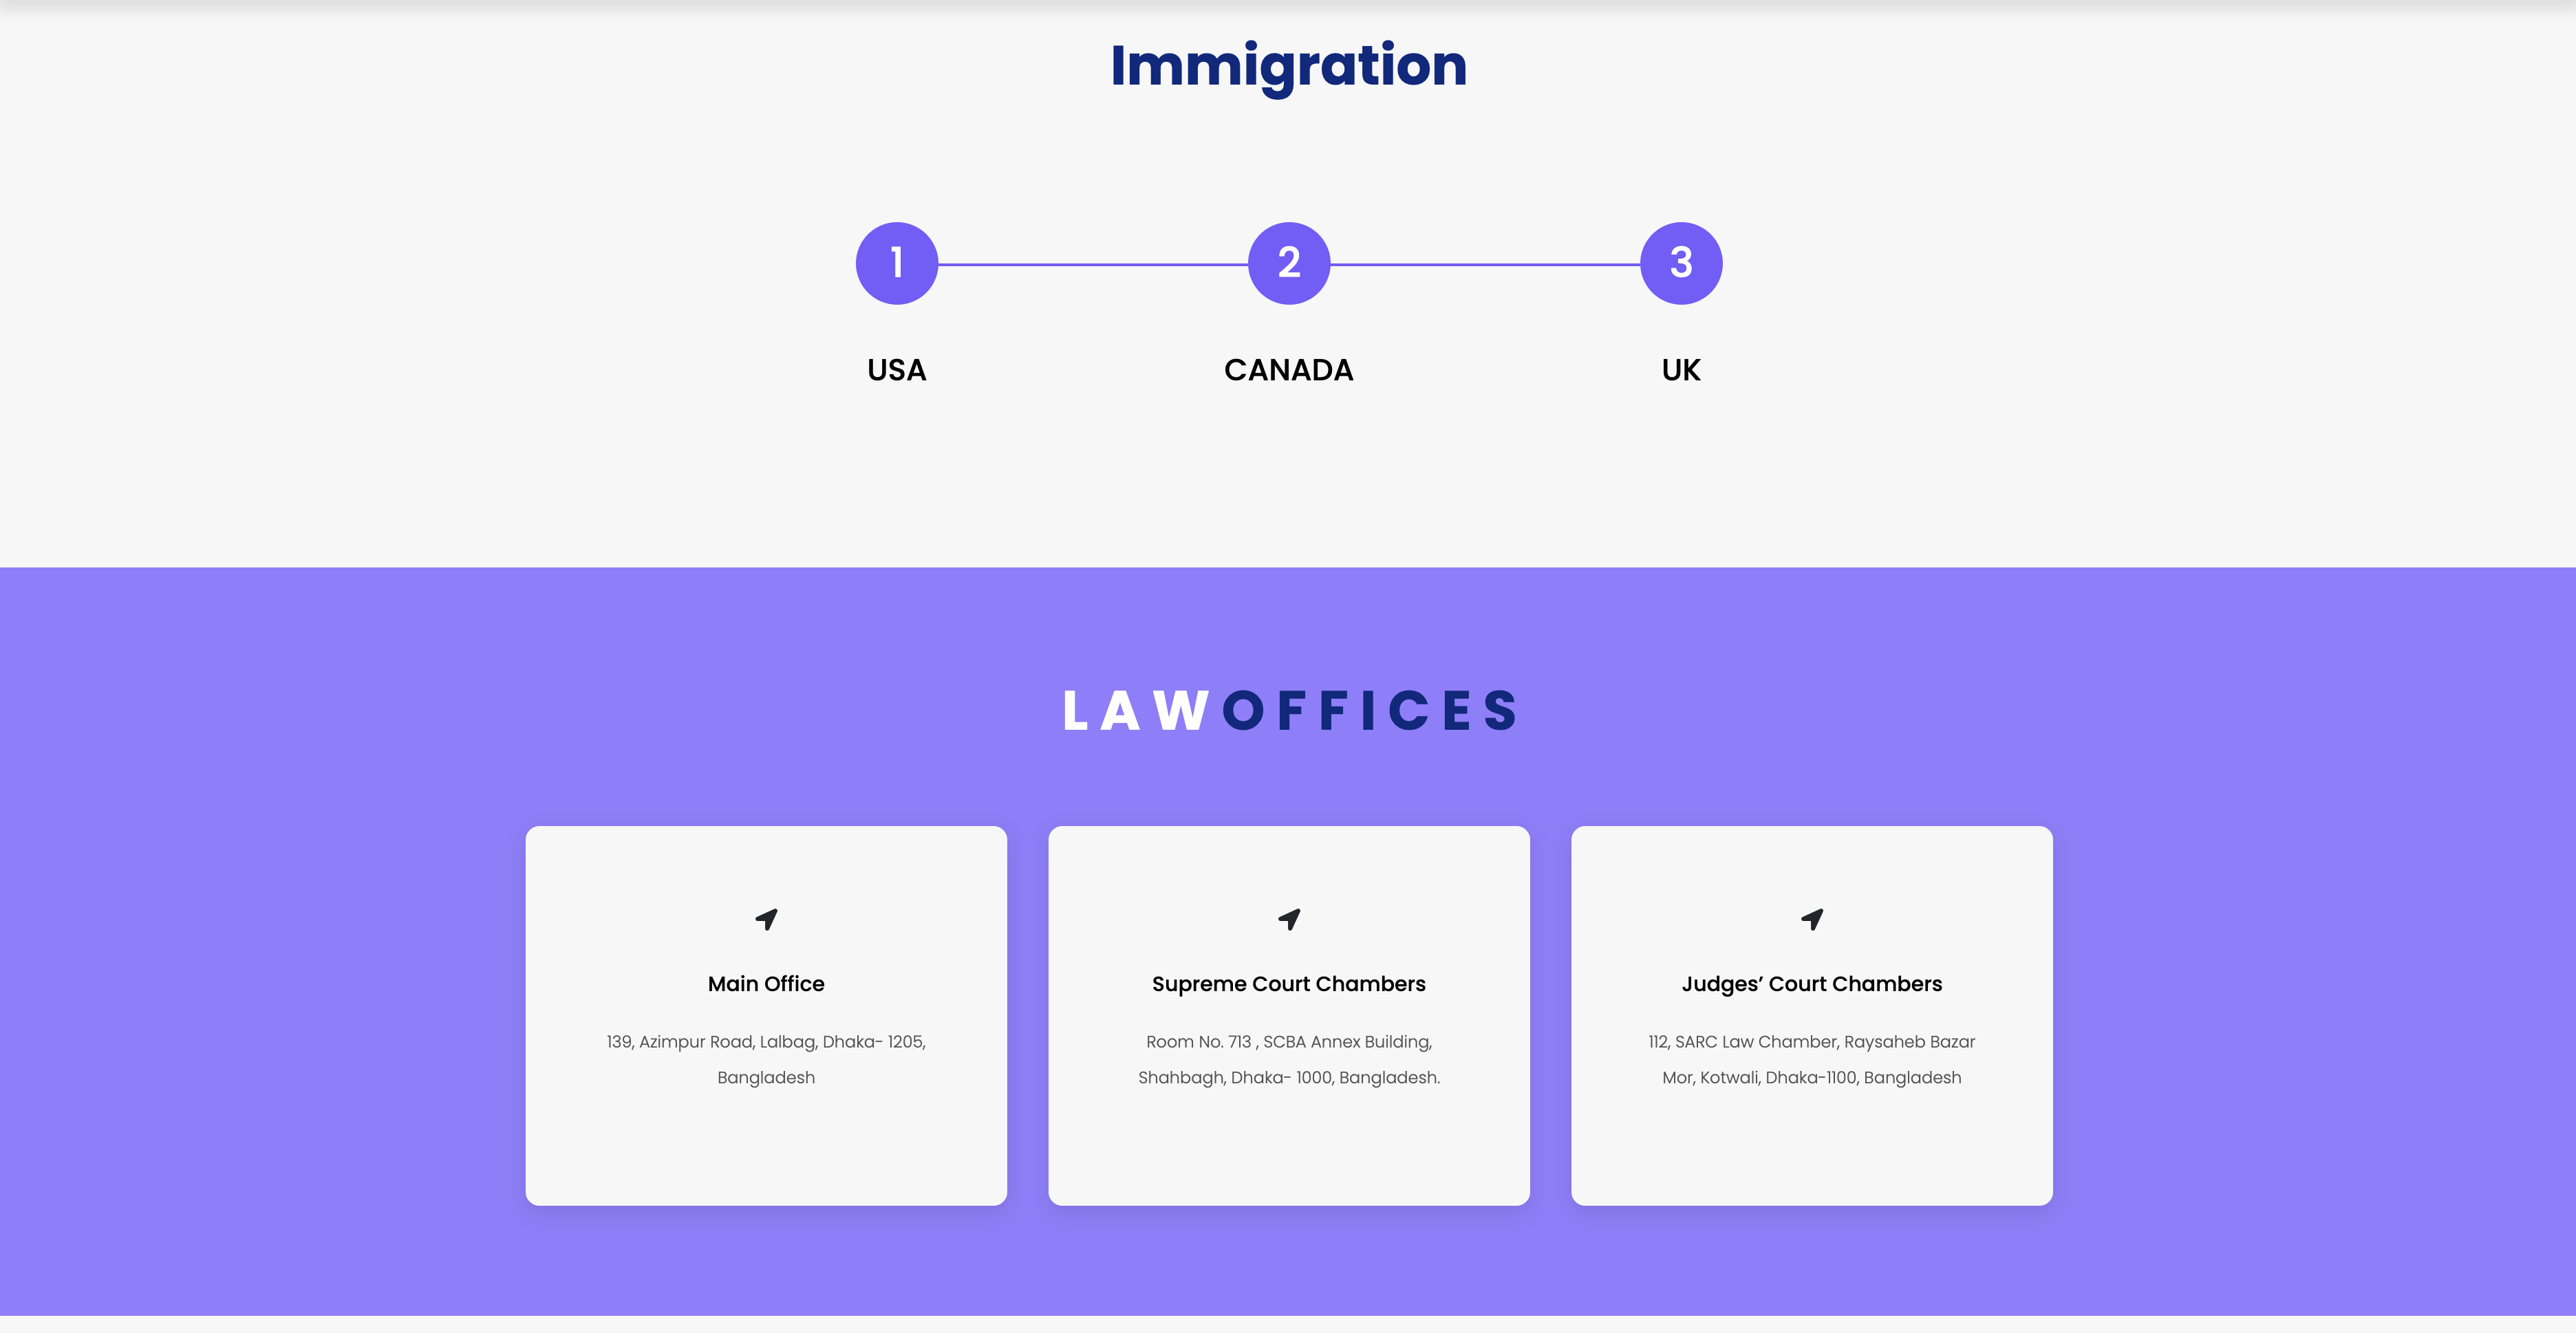 Immigration
1 2 3
USA CANADA UK
LAWOFFICES
Main Office
139, Azimpur Road, Lalbag, Dhaka- 1205,
Bangladesh
Supreme Court Chambers
Room No. 713 , SCBA Annex Building,
Shahbagh, Dhaka- 1000, Bangladesh.
Judges’ Court Chambers
112, SARC Law Chamber, Raysaheb Bazar
Mor, Kotwali, Dhaka-1100, Bangladesh